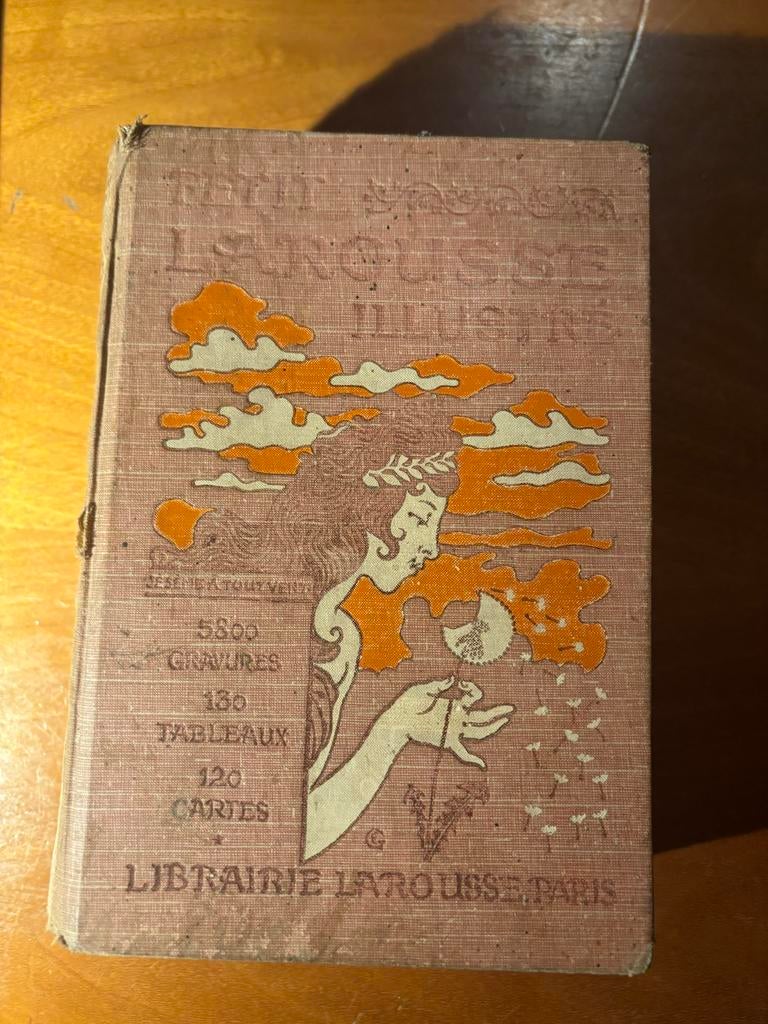 PETIT
LAROUSSE
ILLUSTRÉ
JE SÈME À TOUT VENT
5800
GRAVURES
130
TABLEAUX
120
CARTES
G
LIBRAIRIE LAROUSSE.PARIS